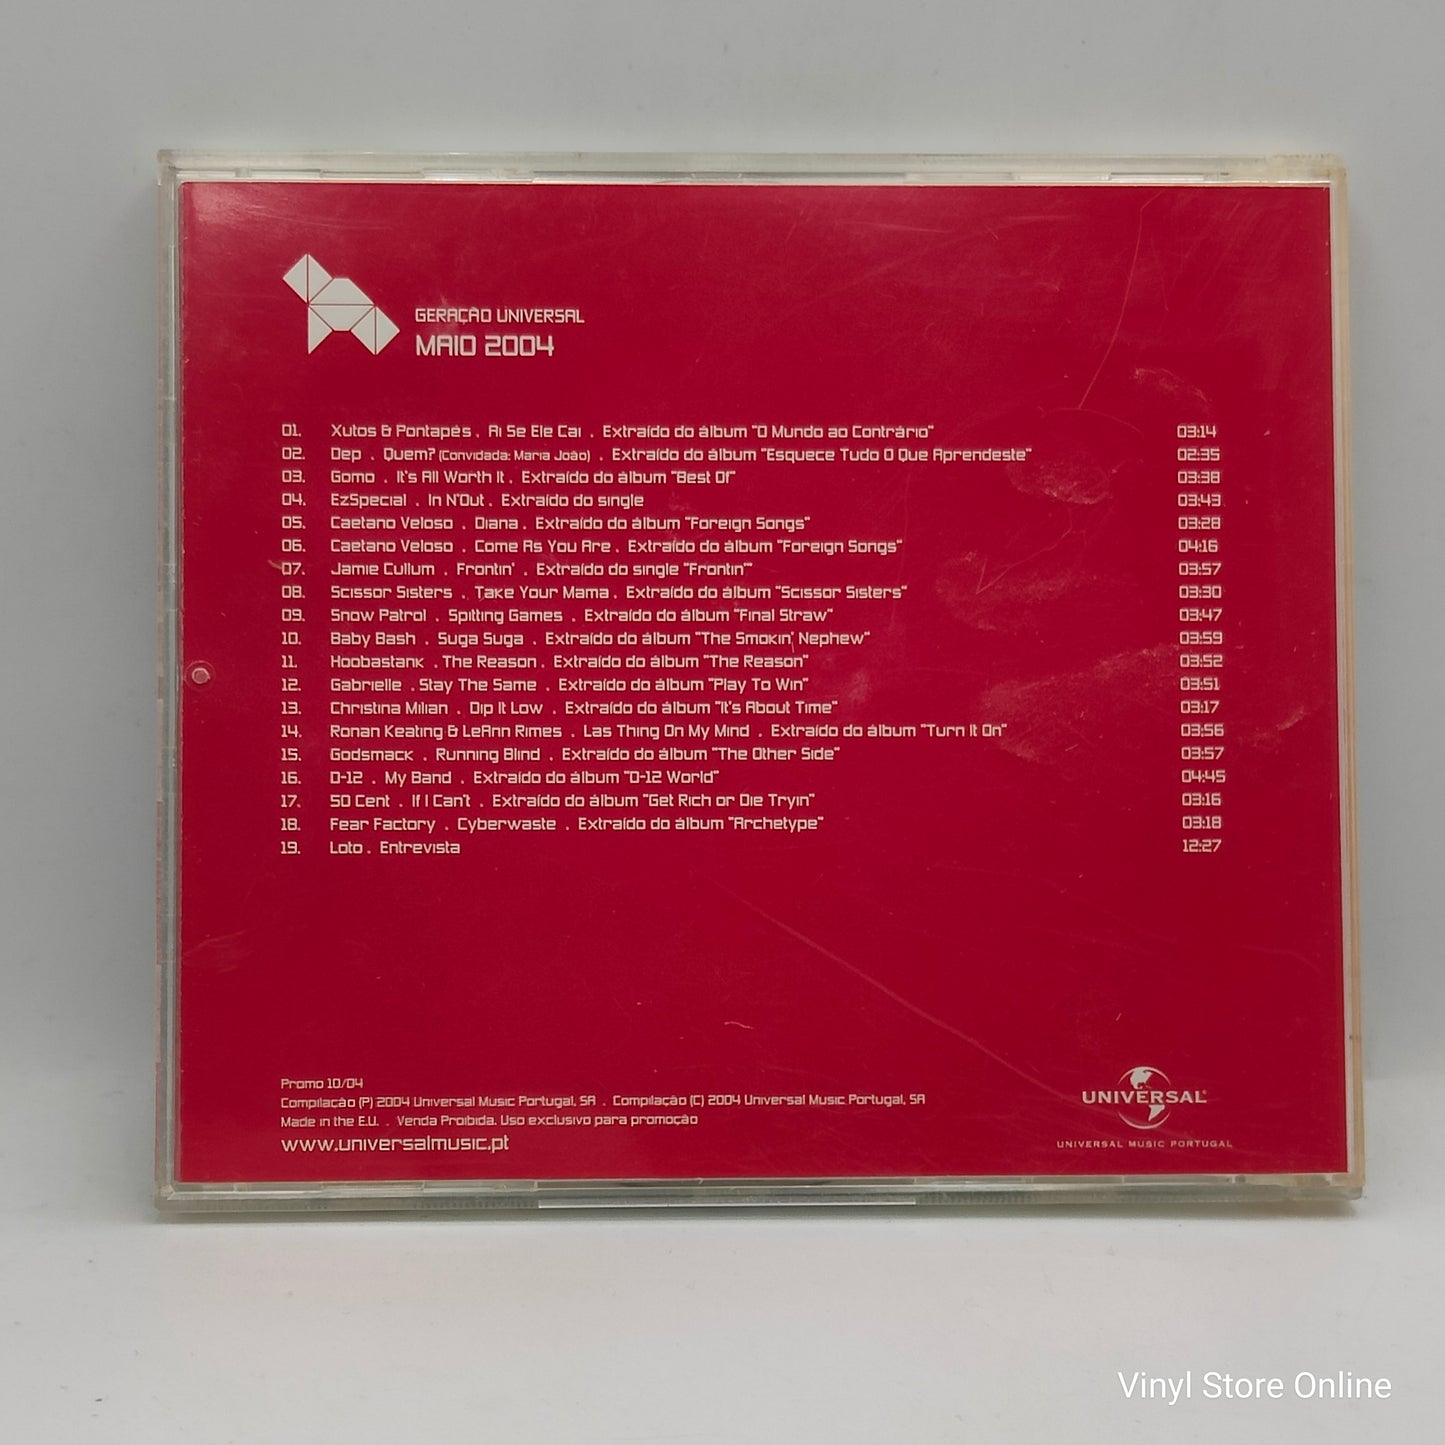 GERAÇÃO UNIVERSAL
MAIO 2004
01. Xutos & Pontapés . Ai Se Ele Cai . Extraído do álbum "O Mundo ao Contrário" 03:14
02. Dep . Quem? (Convidada: Maria João) . Extraído do álbum "Esquece Tudo O Que Aprendeste" 02:35
03. Gomo . It's All Worth It . Extraído do álbum "Best Of" 03:38
04. EzSpecial . In N'Out . Extraído do single 03:43
05. Caetano Veloso . Diana . Extraído do álbum "Foreign Songs" 03:28
06. Caetano Veloso . Come As You Are . Extraído do álbum "Foreign Songs" 04:16
07. Jamie Cullum . Frontin' . Extraído do single "Frontin'" 03:57
08. Scissor Sisters . Take Your Mama . Extraído do álbum "Scissor Sisters" 03:30
09. Snow Patrol . Spitting Games . Extraído do álbum "Final Straw" 03:47
10. Baby Bash . Suga Suga . Extraído do álbum "The Smokin' Nephew" 03:59
11. Hoobastank . The Reason . Extraído do álbum "The Reason" 03:52
12. Gabrielle . Stay The Same . Extraído do álbum "Play To Win" 03:51
13. Christina Milian . Dip It Low . Extraído do álbum "It's About Time" 03:17
14. Ronan Keating & LeAnn Rimes . Las Thing On My Mind . Extraído do álbum "Turn It On" 03:56
15. Godsmack . Running Blind . Extraído do álbum "The Other Side" 03:57
16. D-12 . My Band . Extraído do álbum "D-12 World" 04:45
17. 50 Cent . If I Can't . Extraído do álbum "Get Rich or Die Tryin" 03:16
18. Fear Factory . Cyberwaste . Extraído do álbum "Archetype" 03:18
19. Loto . Entrevista 12:27
Promo 10/04
Compilação (P) 2004 Universal Music Portugal, SA . Compilação (C) 2004 Universal Music Portugal, SA
Made in the E.U. . Venda Proibida. Uso exclusivo para promoção
www.universalmusic.pt
UNIVERSAL®
UNIVERSAL MUSIC PORTUGAL
Vinyl Store Online